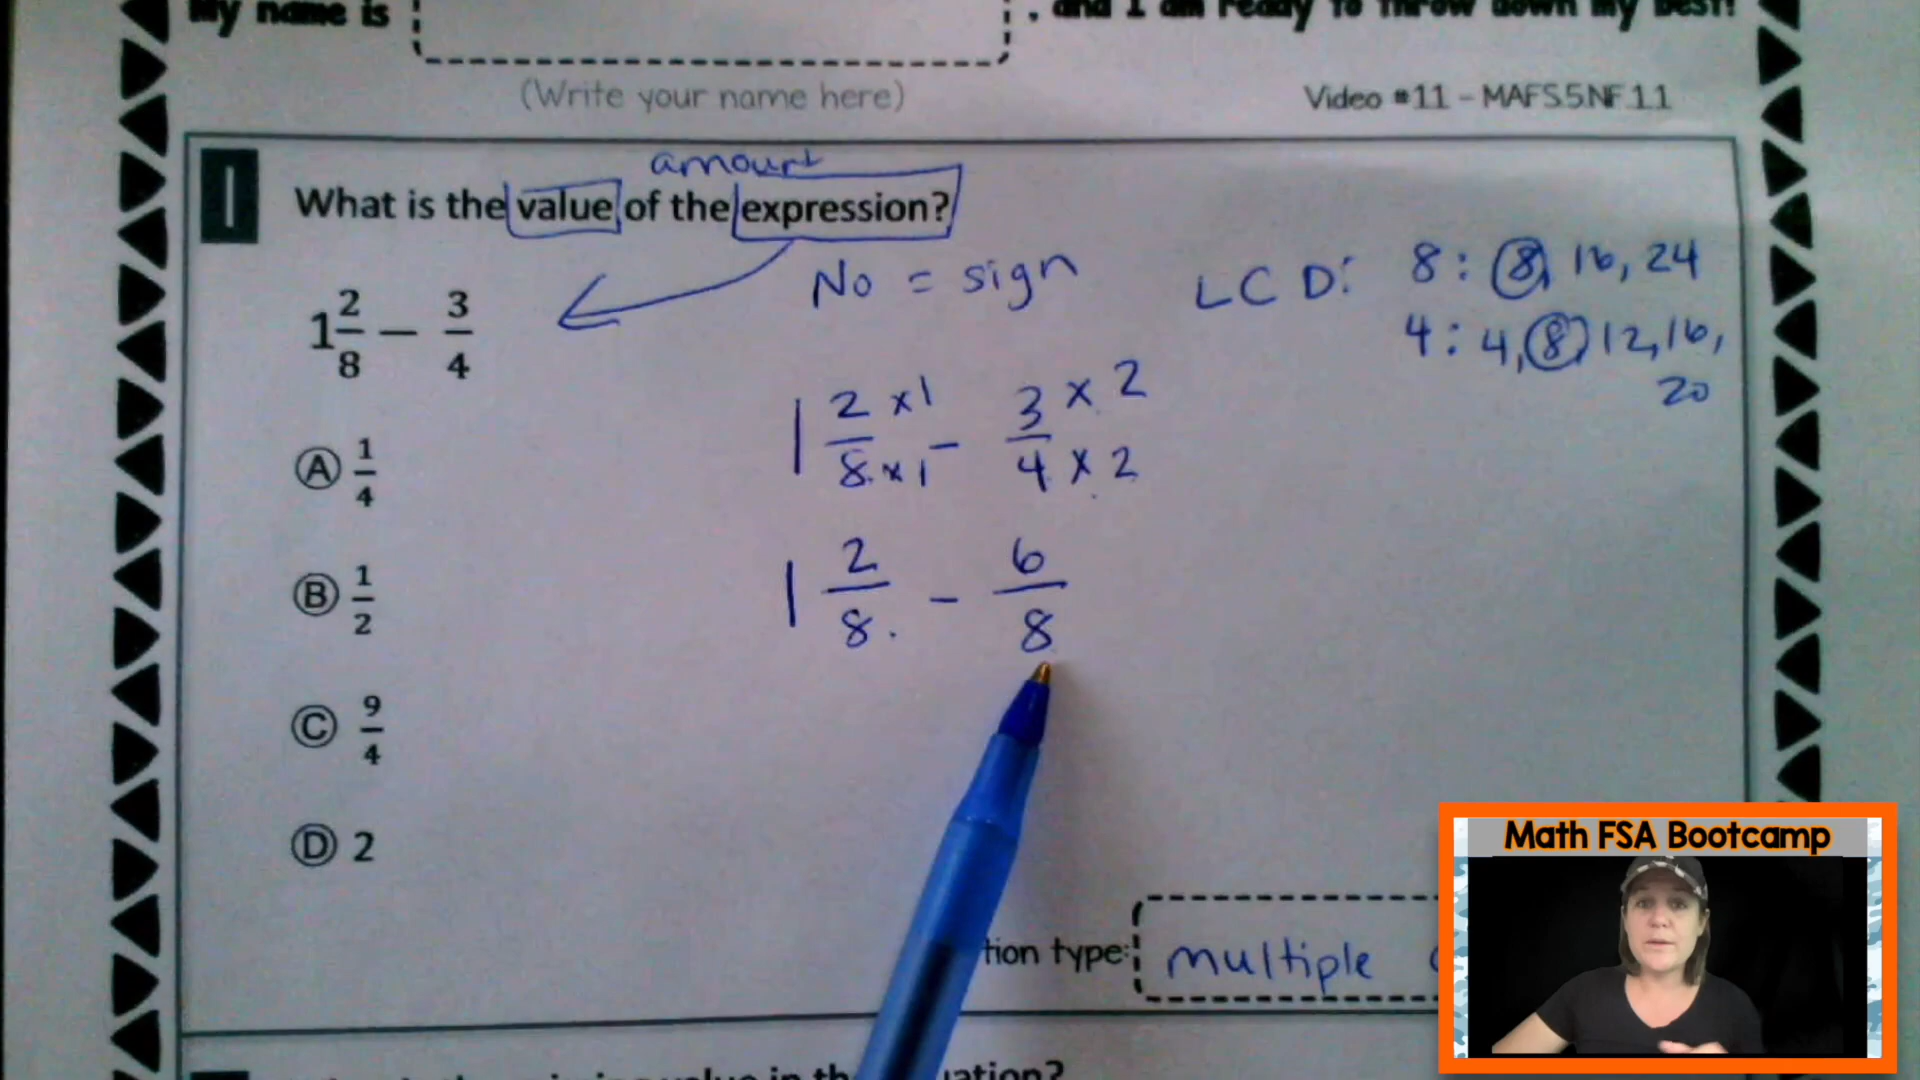 My name is , and I am ready to throw down my best!
(Write your name here)
Video #11 - MAFS.5.NF.1.1
amount
1 What is the value of the expression?
No = sign
LCD: 8: 8, 16, 24
4: 4, 8, 12, 16,
20
1 2/8 - 3/4
1 2 x 1 / 8 x 1 - 3 x 2 / 4 x 2
A 1/4
1 2/8 - 6/8
B 1/2
C 9/4
D 2
Math FSA Bootcamp
tion type: multiple
value in the